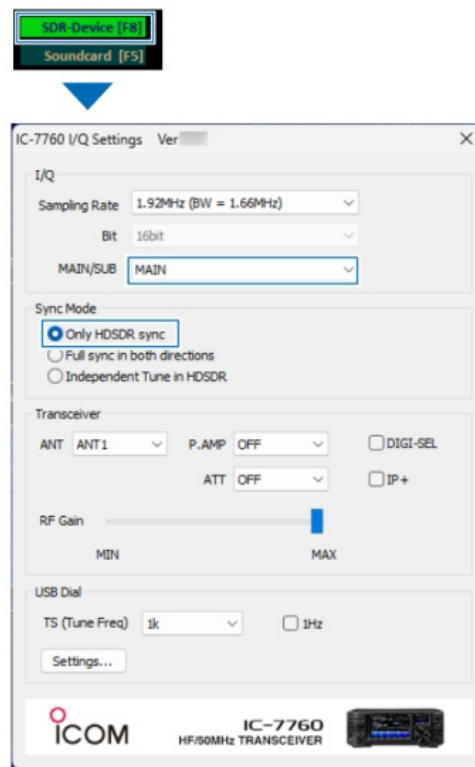 SDR-Device [F8]
Soundcard [F5]
IC-7760 I/Q Settings Ver
I/Q
Sampling Rate 1.92MHz (BW = 1.66MHz)
Bit 16bit
MAIN/SUB MAIN
Sync Mode
Only HDSDR sync
Full sync in both directions
Independent Tune in HDSDR
Transceiver
ANT ANT1 P.AMP OFF DIGI-SEL
ATT OFF IP+
RF Gain
MIN MAX
USB Dial
TS (Tune Freq) 1k 1Hz
Settings...
ICOM IC-7760
HF/50MHz TRANSCEIVER